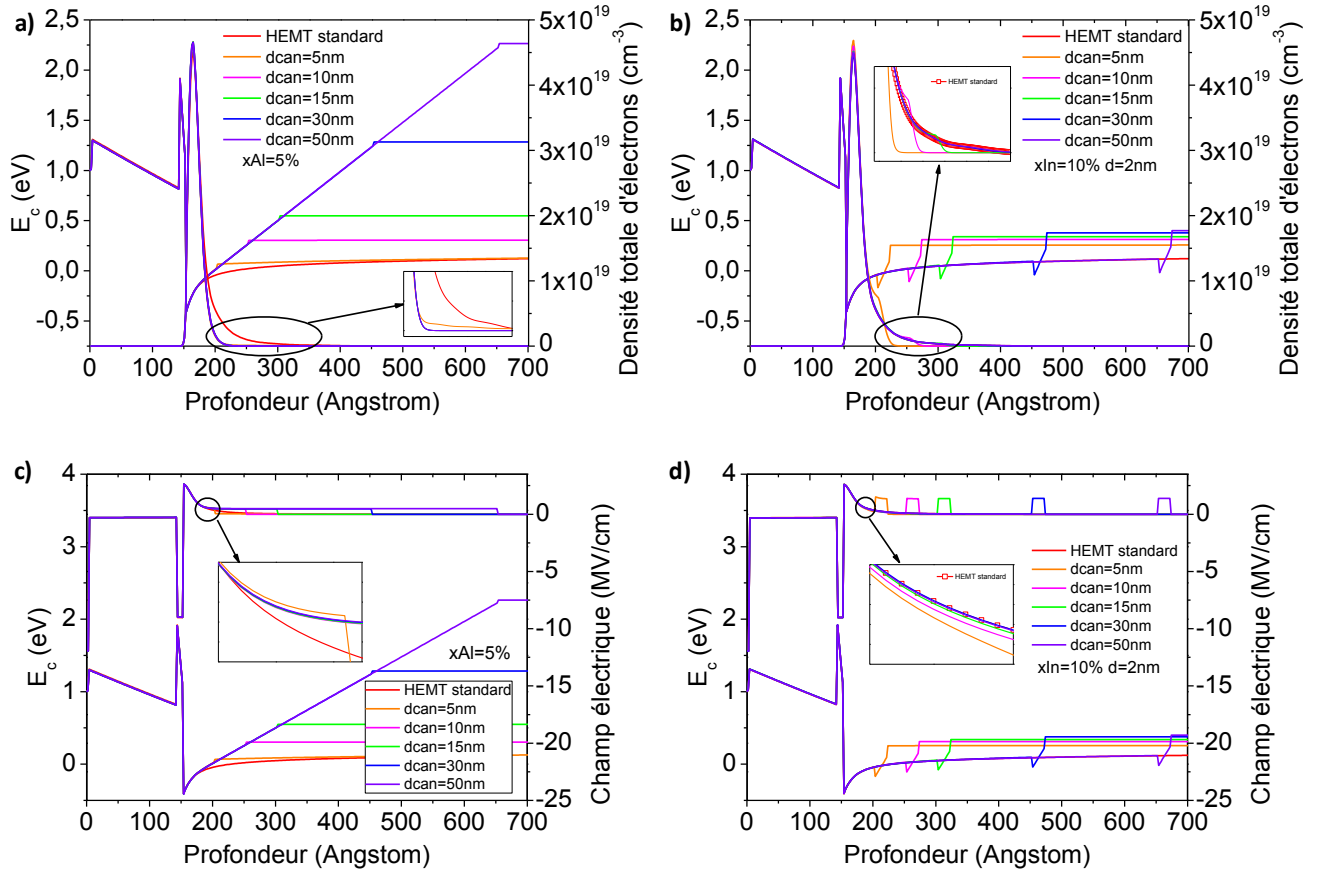 a)
2,5
2,0
1,5
1,0
0,5
0,0
-0,5
E_c (eV)
HEMT standard
dcan=5nm
dcan=10nm
dcan=15nm
dcan=30nm
dcan=50nm
xAl=5%
5x10^19
4x10^19
3x10^19
2x10^19
1x10^19
0
Densité totale d'électrons (cm^-3)
0 100 200 300 400 500 600 700
Profondeur (Angstrom)
b)
2,5
2,0
1,5
1,0
0,5
0,0
-0,5
E_c (eV)
HEMT standard
HEMT standard
dcan=5nm
dcan=10nm
dcan=15nm
dcan=30nm
dcan=50nm
xIn=10% d=2nm
5x10^19
4x10^19
3x10^19
2x10^19
1x10^19
0
Densité totale d'électrons (cm^-3)
0 100 200 300 400 500 600 700
Profondeur (Angstrom)
c)
4
3
2
1
0
E_c (eV)
xAl=5%
HEMT standard
dcan=5nm
dcan=10nm
dcan=15nm
dcan=30nm
dcan=50nm
0
-5
-10
-15
-20
-25
Champ électrique (MV/cm)
0 100 200 300 400 500 600 700
Profondeur (Angstom)
d)
4
3
2
1
0
E_c (eV)
HEMT standard
HEMT standard
dcan=5nm
dcan=10nm
dcan=15nm
dcan=30nm
dcan=50nm
xIn=10% d=2nm
0
-5
-10
-15
-20
-25
Champ électrique (MV/cm)
0 100 200 300 400 500 600 700
Profondeur (Angstrom)